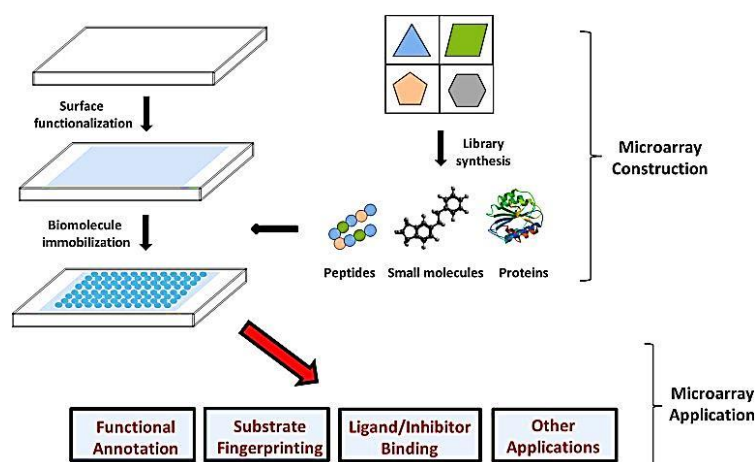 Surface
functionalization
Library
synthesis
Microarray
Construction
Biomolecule
immobilization
Peptides
Small molecules
Proteins
Microarray
Application
Functional
Annotation
Substrate
Fingerprinting
Ligand/Inhibitor
Binding
Other
Applications